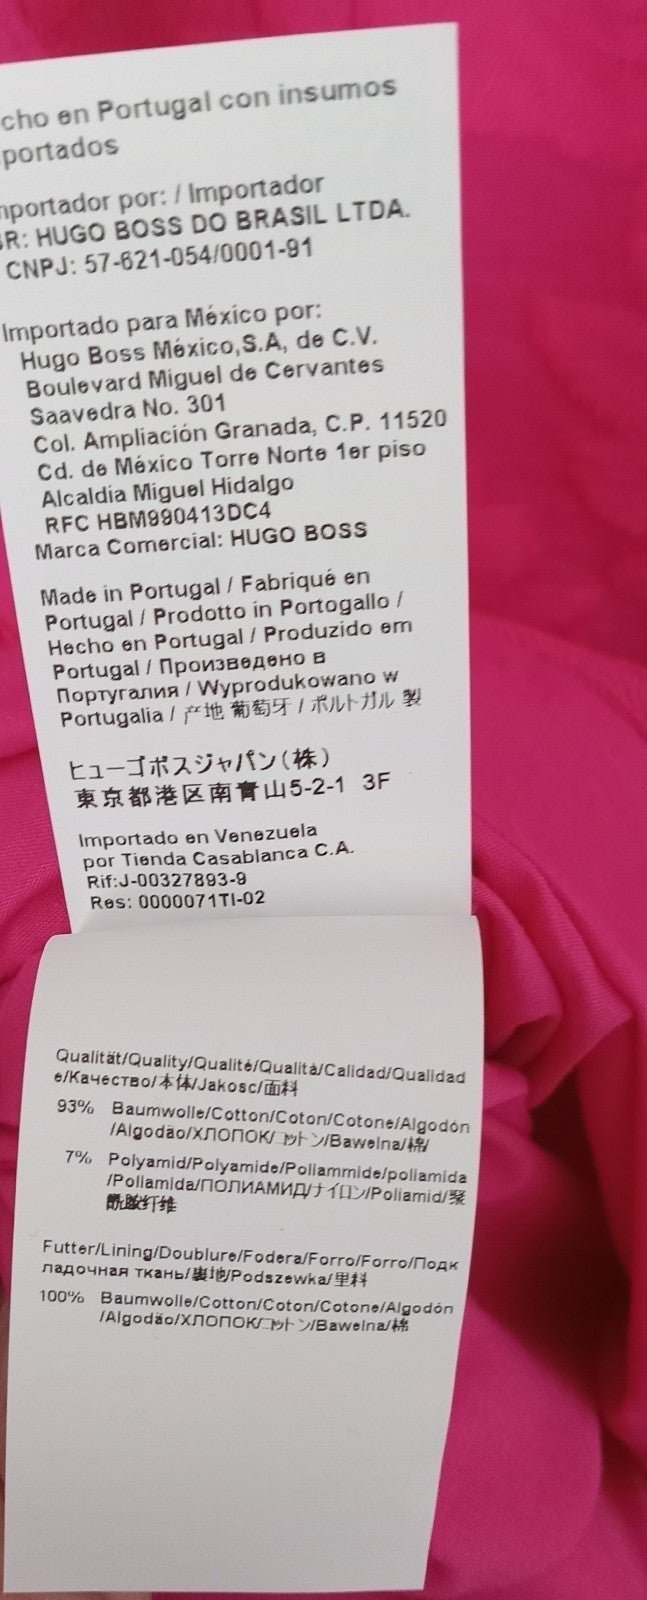 cho en Portugal con insumos
portados
mportador por: / Importador
BR: HUGO BOSS DO BRASIL LTDA.
CNPJ: 57-621-054/0001-91
Importado para México por:
Hugo Boss México,S.A, de C.V.
Boulevard Miguel de Cervantes
Saavedra No. 301
Col. Ampliación Granada, C.P. 11520
Cd. de México Torre Norte 1er piso
Alcaldía Miguel Hidalgo
RFC HBM990413DC4
Marca Comercial: HUGO BOSS
Made in Portugal / Fabriqué en
Portugal / Prodotto in Portogallo /
Hecho en Portugal / Produzido em
Portugal / Произведено в
Португалия / Wyprodukowano w
Portugalia / 产地 葡萄牙 / ポルトガル 製
ヒューゴボスジャパン(株)
東京都港区南青山5-2-1 3F
Importado en Venezuela
por Tienda Casablanca C.A.
Rif:J-00327893-9
Res: 0000071TI-02
Qualität/Quality/Qualité/Qualità/Calidad/Qualidad
e/Качество/本体/Jakosc/面料
93% Baumwolle/Cotton/Coton/Cotone/Algodón
/Algodão/ХЛОПОК/コットン/Bawelna/棉/
7% Polyamid/Polyamide/Poliammide/poliamida
/Poliamida/ПОЛИАМИД/ナイロン/Poliamid/聚
酰胺纤维
Futter/Lining/Doublure/Fodera/Forro/Forro/Подк
ладочная ткань/裏地/Podszewka/里料
100% Baumwolle/Cotton/Coton/Cotone/Algodón
/Algodão/ХЛОПОК/コットン/Bawelna/棉